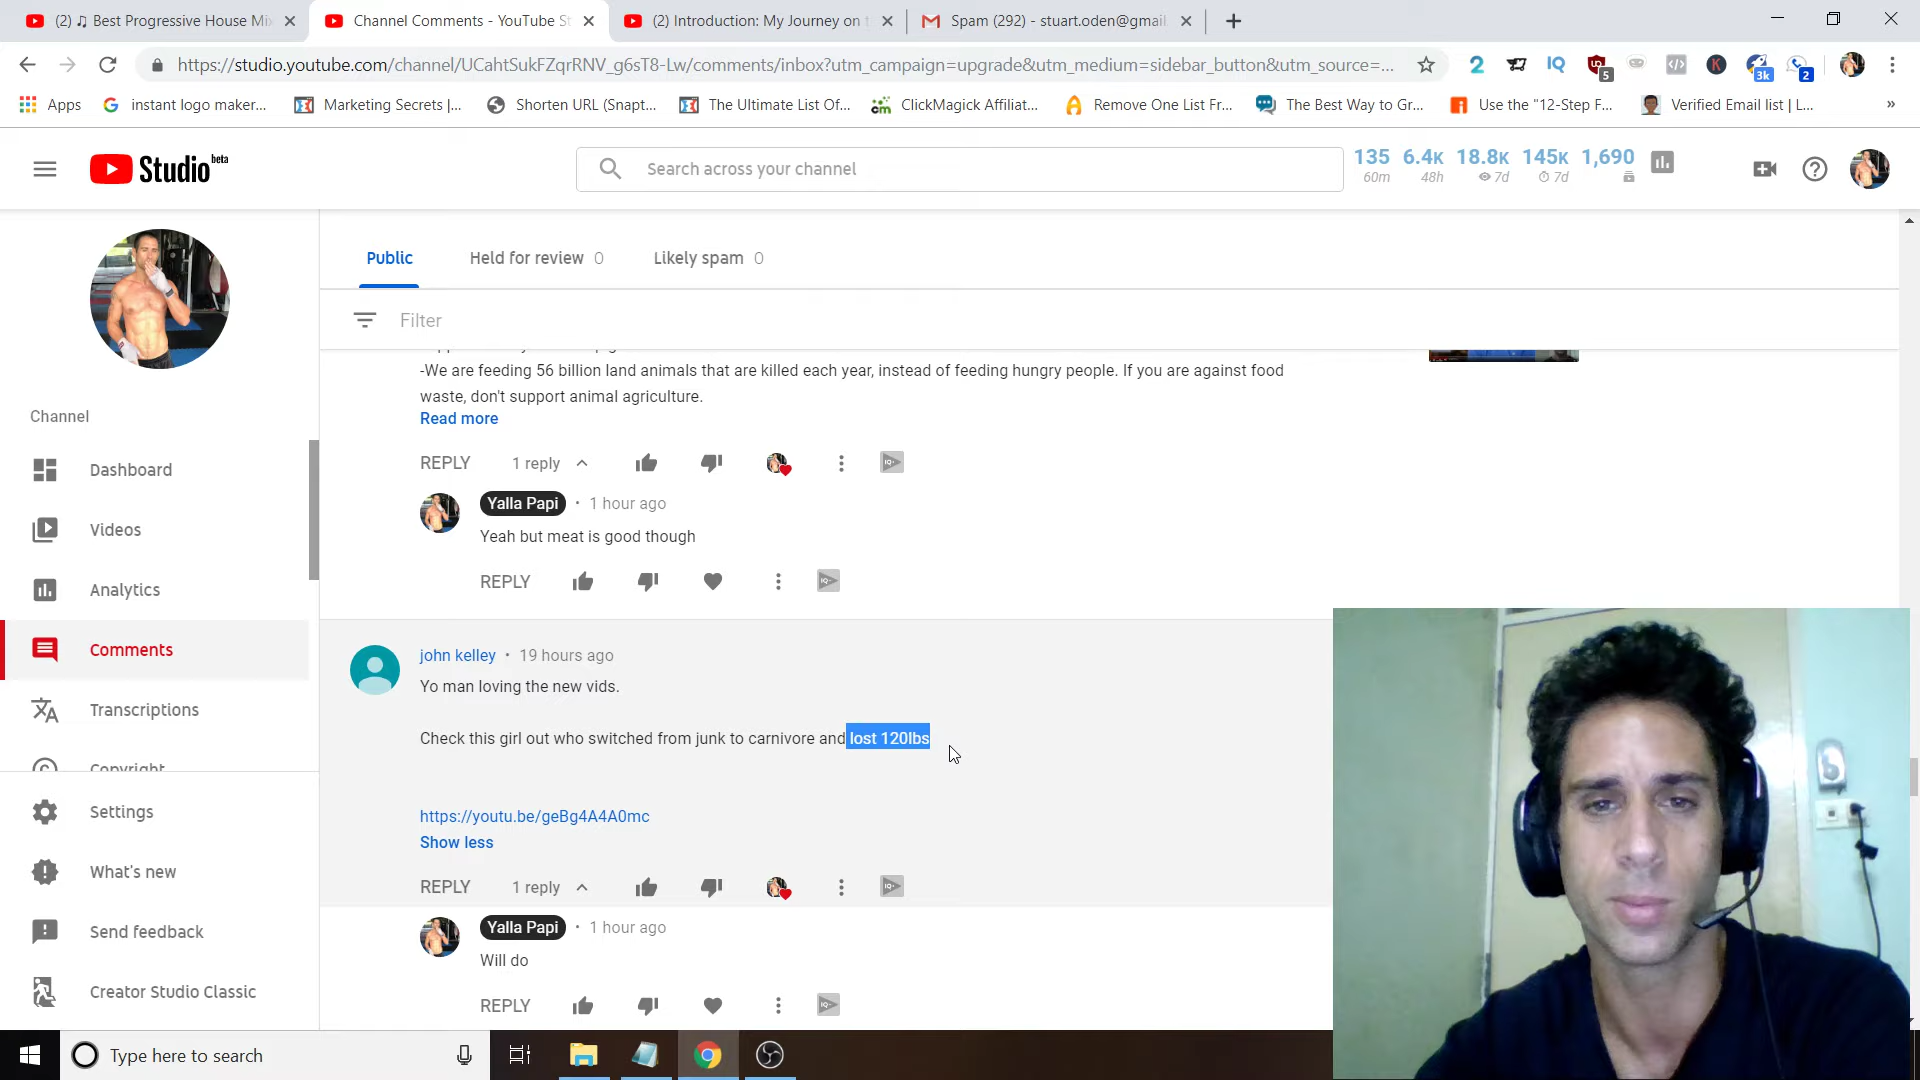 (2) ♫ Best Progressive House Mix
Channel Comments - YouTube St
(2) Introduction: My Journey on t
Spam (292) - stuart.oden@gmail.
https://studio.youtube.com/channel/UCahtSukFZqrRNV_g6sT8-Lw/comments/inbox?utm_campaign=upgrade&utm_medium=sidebar_button&utm_source=...
2
IQ
5
K
3k
2
Apps
instant logo maker...
Marketing Secrets |...
Shorten URL (Snapt...
The Ultimate List Of...
ClickMagick Affiliat...
Remove One List Fr...
The Best Way to Gr...
Use the "12-Step F...
Verified Email list | L...
»
Studio beta
Search across your channel
135 6.4K 18.8K 145K 1,690
60m 48h 7d 7d
Public
Held for review 0
Likely spam 0
Filter
-We are feeding 56 billion land animals that are killed each year, instead of feeding hungry people. If you are against food
waste, don't support animal agriculture.
Read more
REPLY 1 reply
Yalla Papi • 1 hour ago
Yeah but meat is good though
REPLY
john kelley • 19 hours ago
Yo man loving the new vids.
Check this girl out who switched from junk to carnivore and lost 120lbs
https://youtu.be/geBg4A4A0mc
Show less
REPLY 1 reply
Yalla Papi • 1 hour ago
Will do
REPLY
Channel
Dashboard
Videos
Analytics
Comments
Transcriptions
Copyright
Settings
What's new
Send feedback
Creator Studio Classic
Type here to search